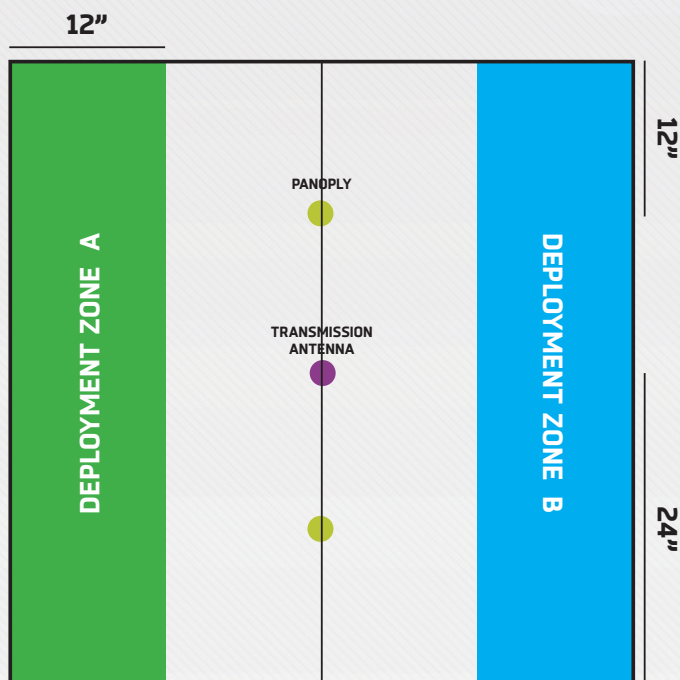 12”
12”
PANOPLY
DEPLOYMENT ZONE A
DEPLOYMENT ZONE B
TRANSMISSION
ANTENNA
24”